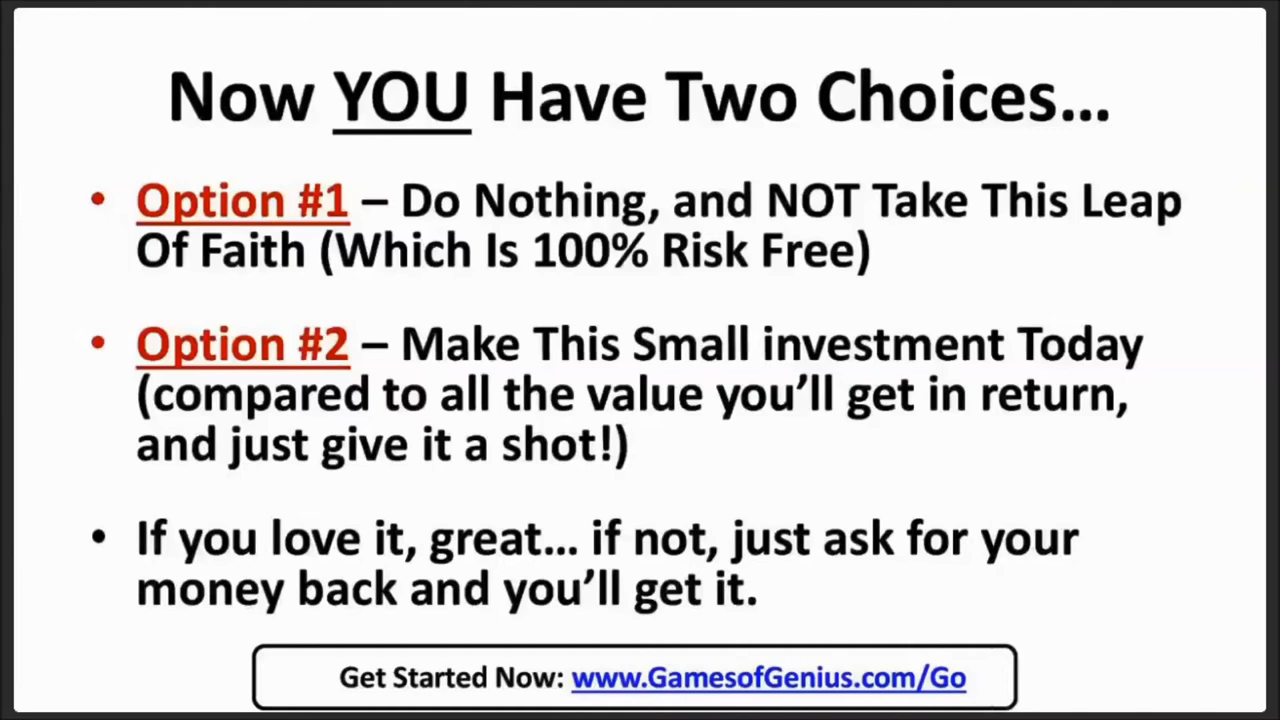 Now YOU Have Two Choices...
• Option #1 – Do Nothing, and NOT Take This Leap
Of Faith (Which Is 100% Risk Free)
• Option #2 – Make This Small investment Today
(compared to all the value you’ll get in return,
and just give it a shot!)
• If you love it, great... if not, just ask for your
money back and you’ll get it.
Get Started Now: www.GamesofGenius.com/Go